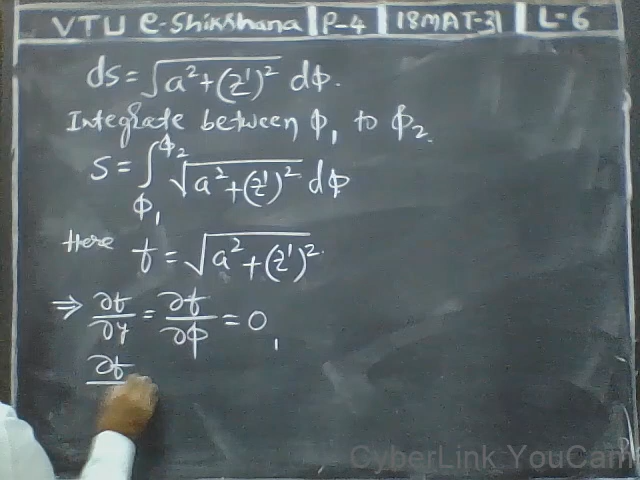 VTU e-Shikshana | P-4 | 18MAT-31 | L-6
ds = √(a² + (z')²) dφ.
Integrate between φ₁ to φ₂.
s = ∫_{φ₁}^{φ₂} √(a² + (z')²) dφ
Here f = √(a² + (z')²).
⇒ ∂f/∂y = ∂f/∂φ = 0,
∂f
CyberLink YouCam